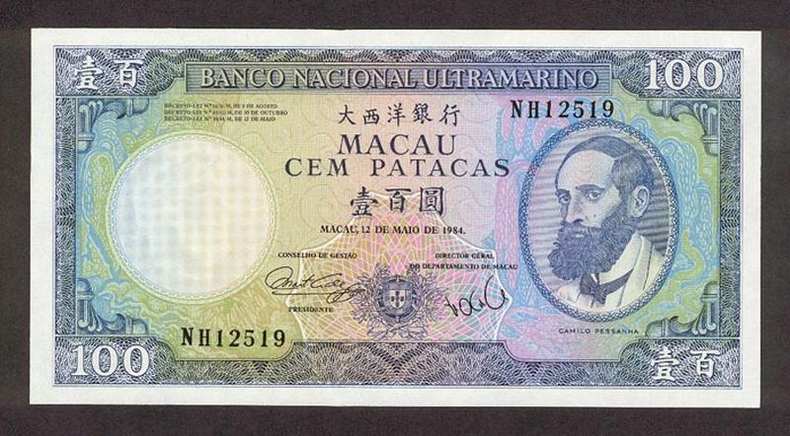 壹百
BANCO NACIONAL ULTRAMARINO
100
大西洋銀行
NH12519
MACAU
CEM PATACAS
壹百圓
MACAU, 12 DE MAIO DE 1984.
CONSELHO DE GESTÃO
DIRECTOR GERAL
DO DEPARTAMENTO DE MACAU
PRESIDENTE
CAMILO PESSANHA
NH12519
100
壹百